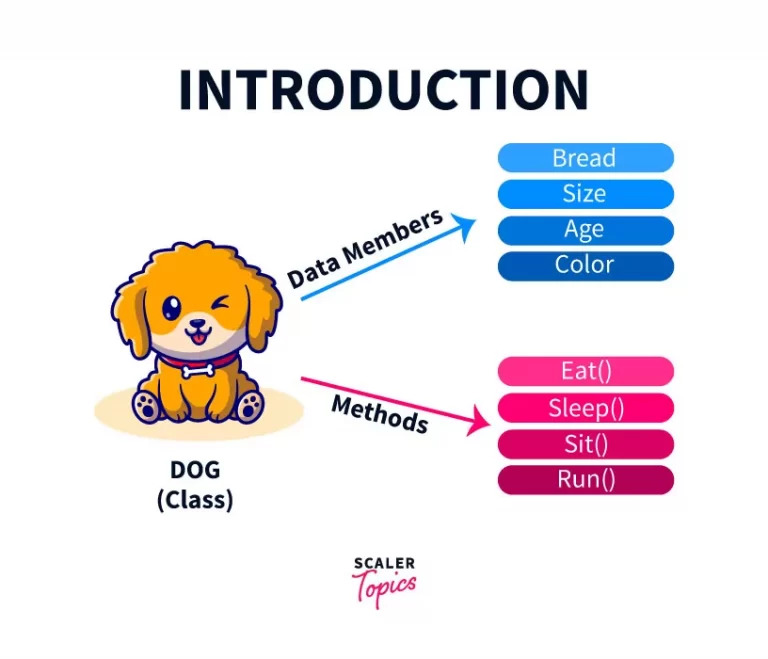 INTRODUCTION
Data Members
Bread
Size
Age
Color
Methods
Eat()
Sleep()
Sit()
Run()
DOG
(Class)
SCALER
Topics